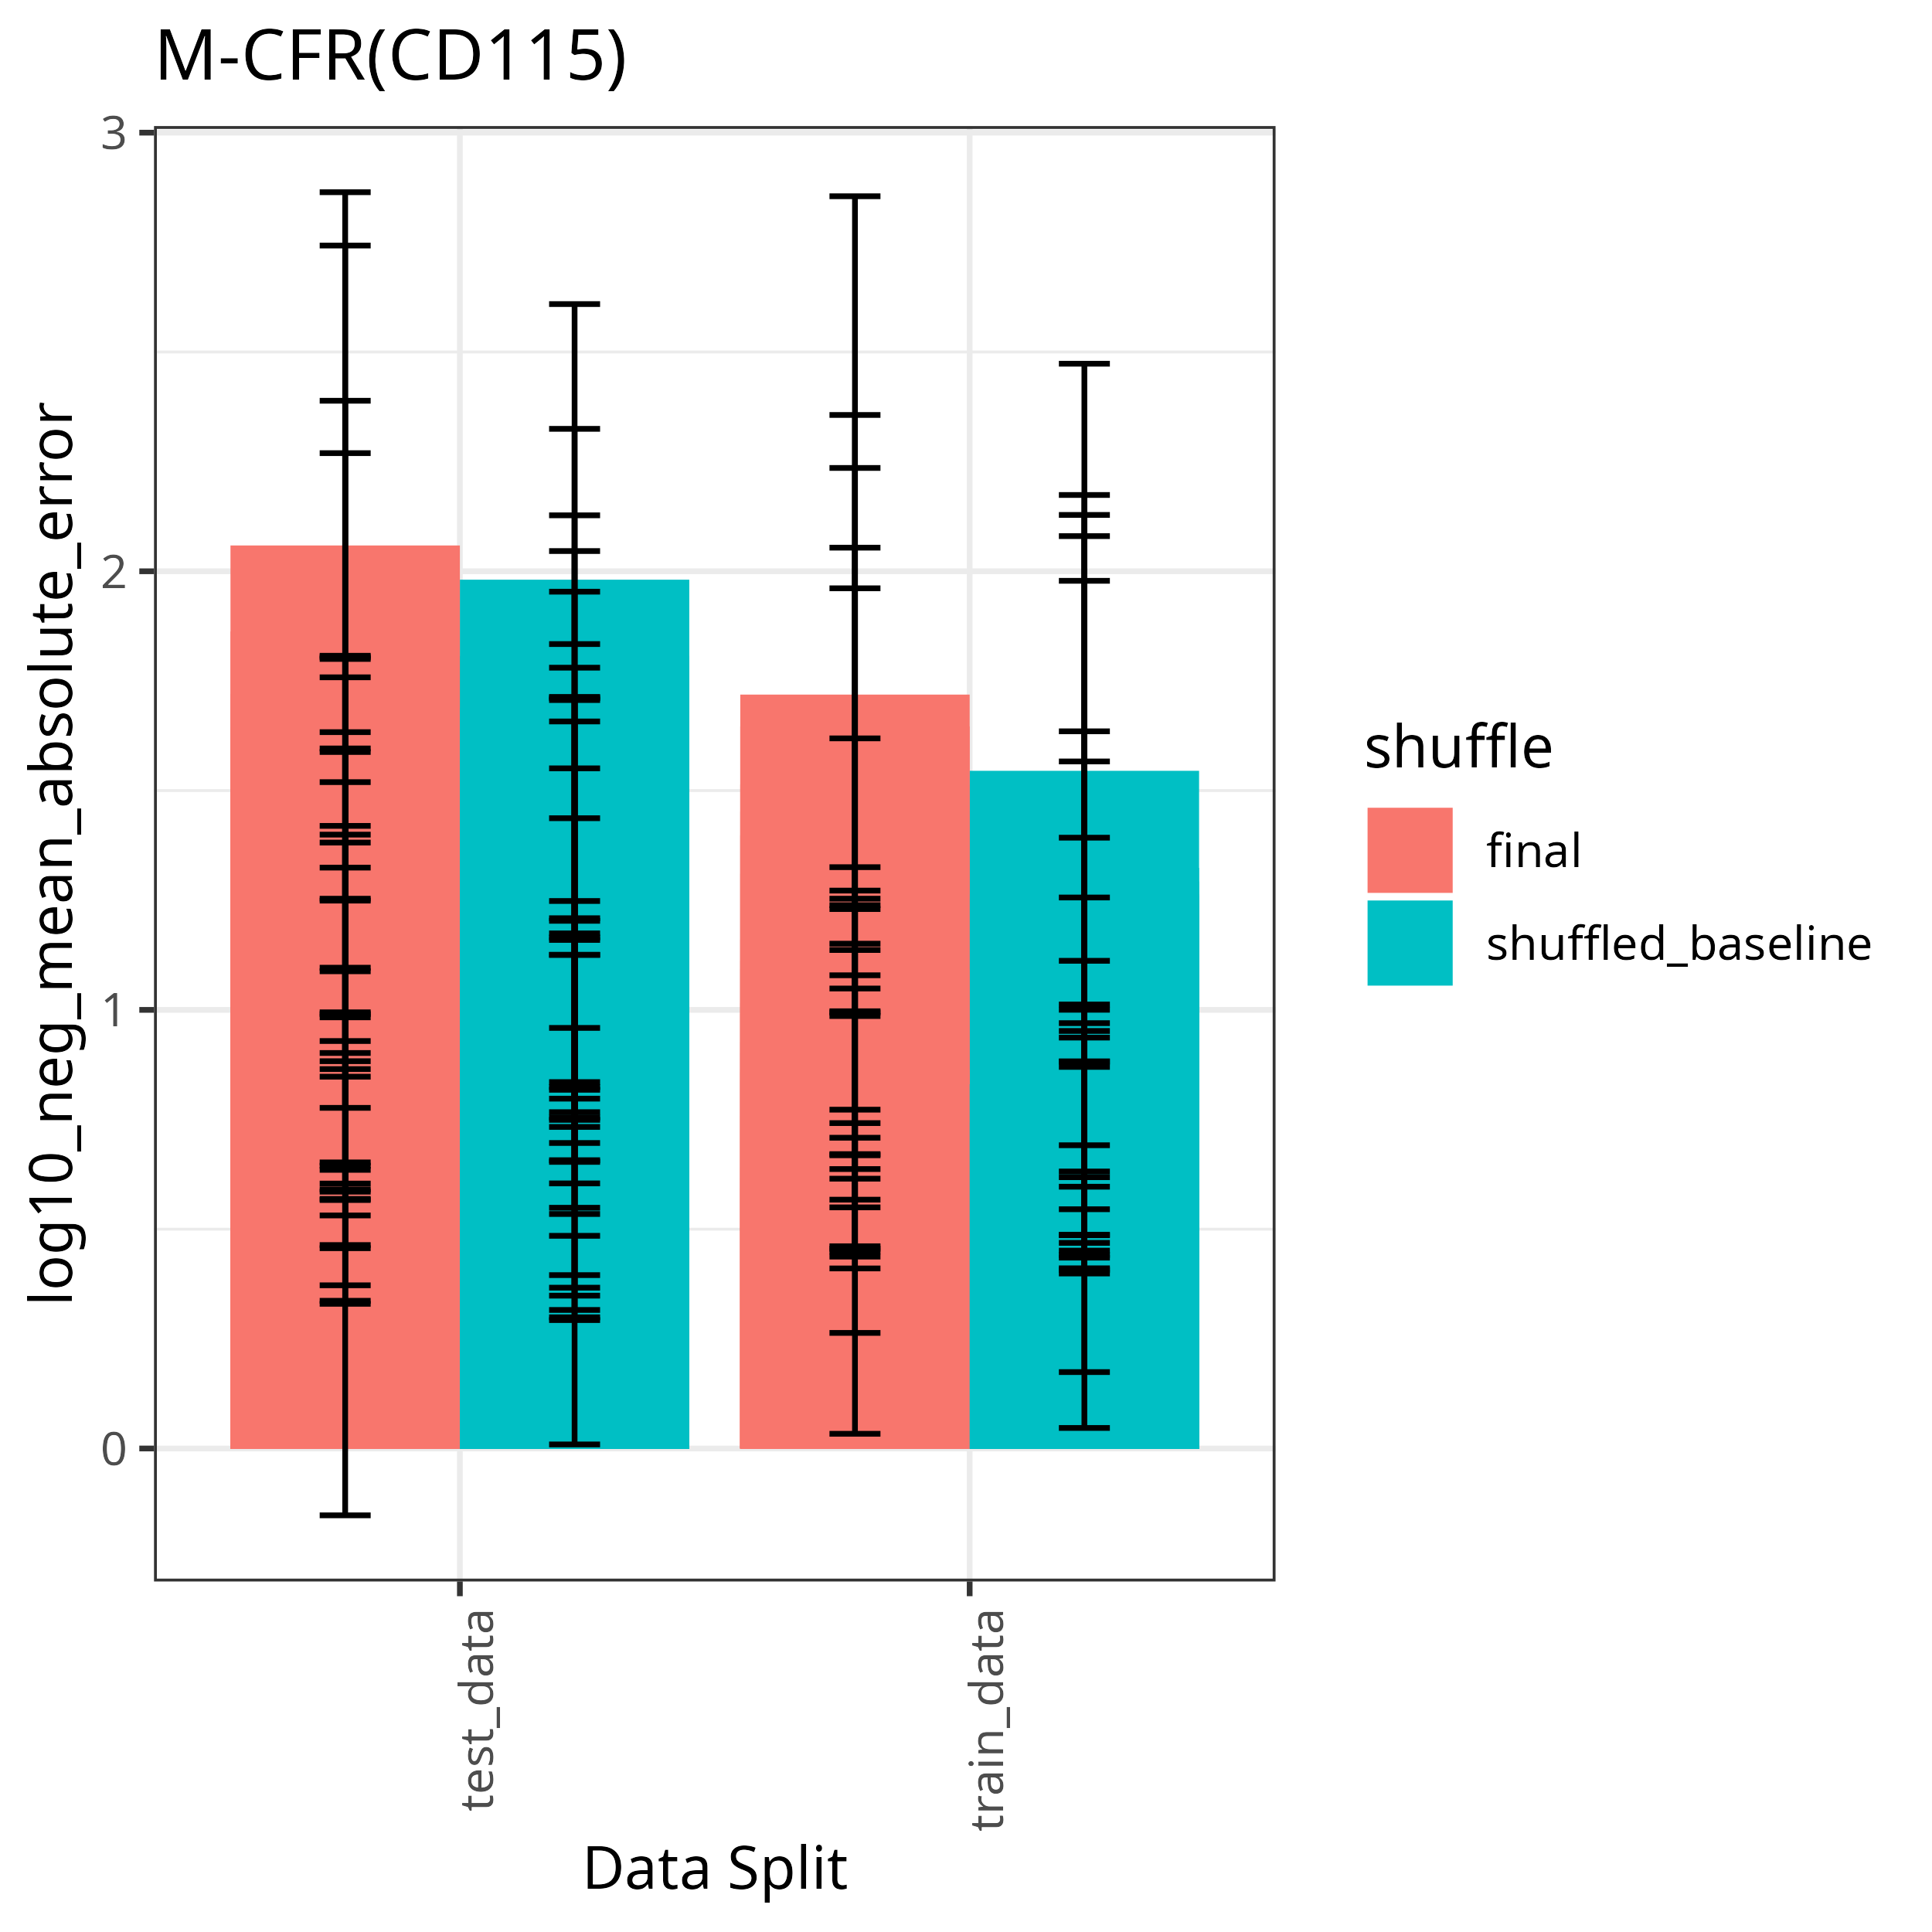 M-CFR(CD115)
log10_neg_mean_absolute_error
3
2
1
0
test_data
train_data
Data Split
shuffle
final
shuffled_baseline